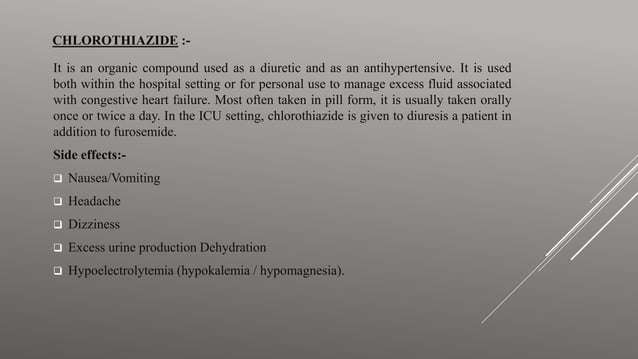 CHLOROTHIAZIDE :-
It is an organic compound used as a diuretic and as an antihypertensive. It is used
both within the hospital setting or for personal use to manage excess fluid associated
with congestive heart failure. Most often taken in pill form, it is usually taken orally
once or twice a day. In the ICU setting, chlorothiazide is given to diuresis a patient in
addition to furosemide.
Side effects:-
❑ Nausea/Vomiting
❑ Headache
❑ Dizziness
❑ Excess urine production Dehydration
❑ Hypoelectrolytemia (hypokalemia / hypomagnesia).